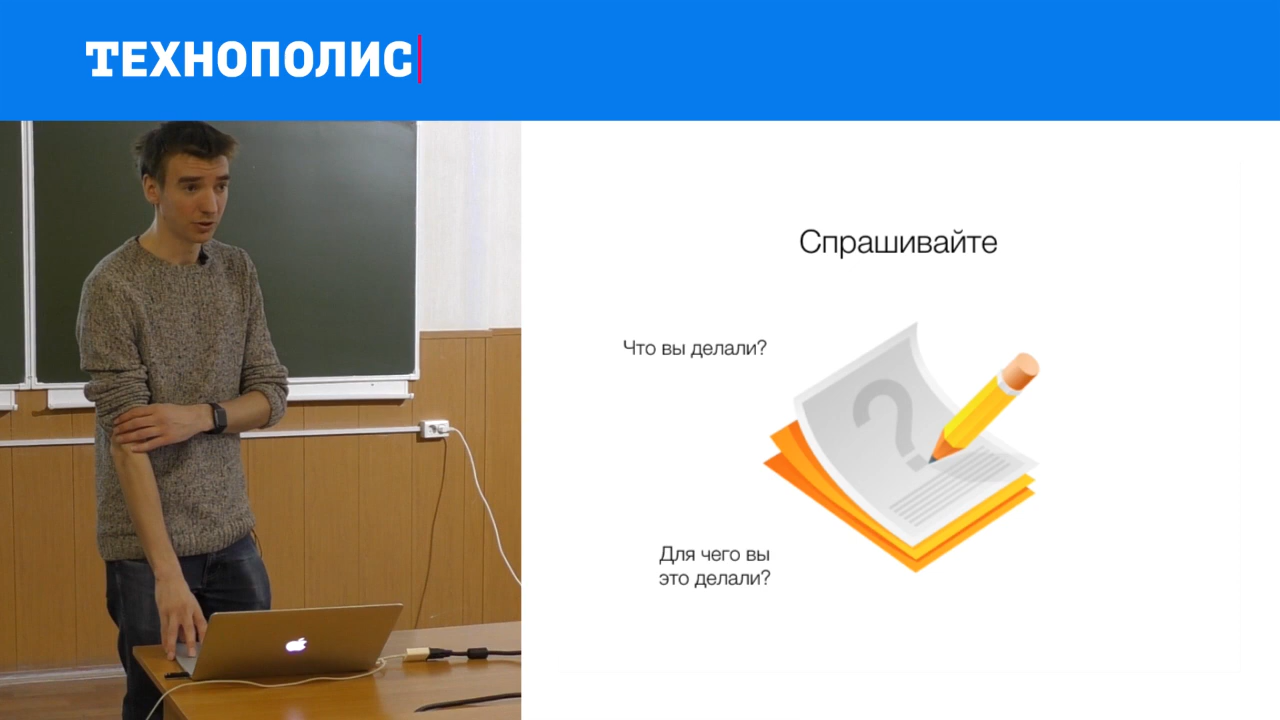 ТЕХНОПОЛИС
Спрашивайте
Что вы делали?
Для чего вы
это делали?